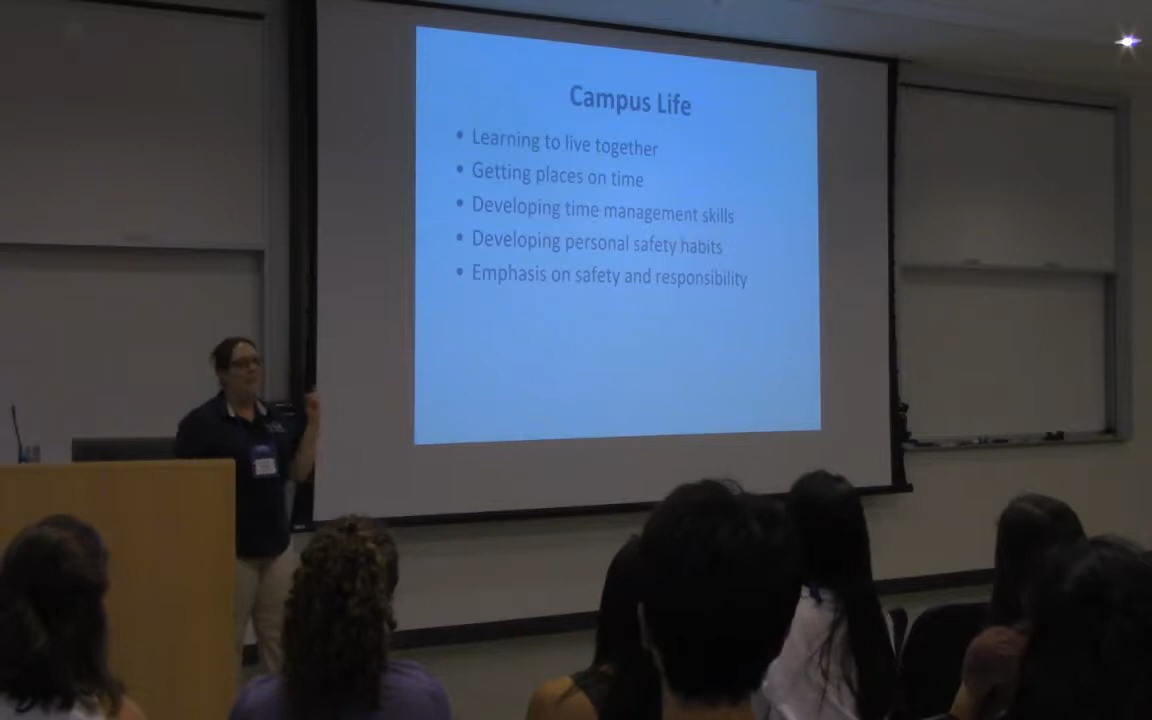 Campus Life
• Learning to live together
• Getting places on time
• Developing time management skills
• Developing personal safety habits
• Emphasis on safety and responsibility